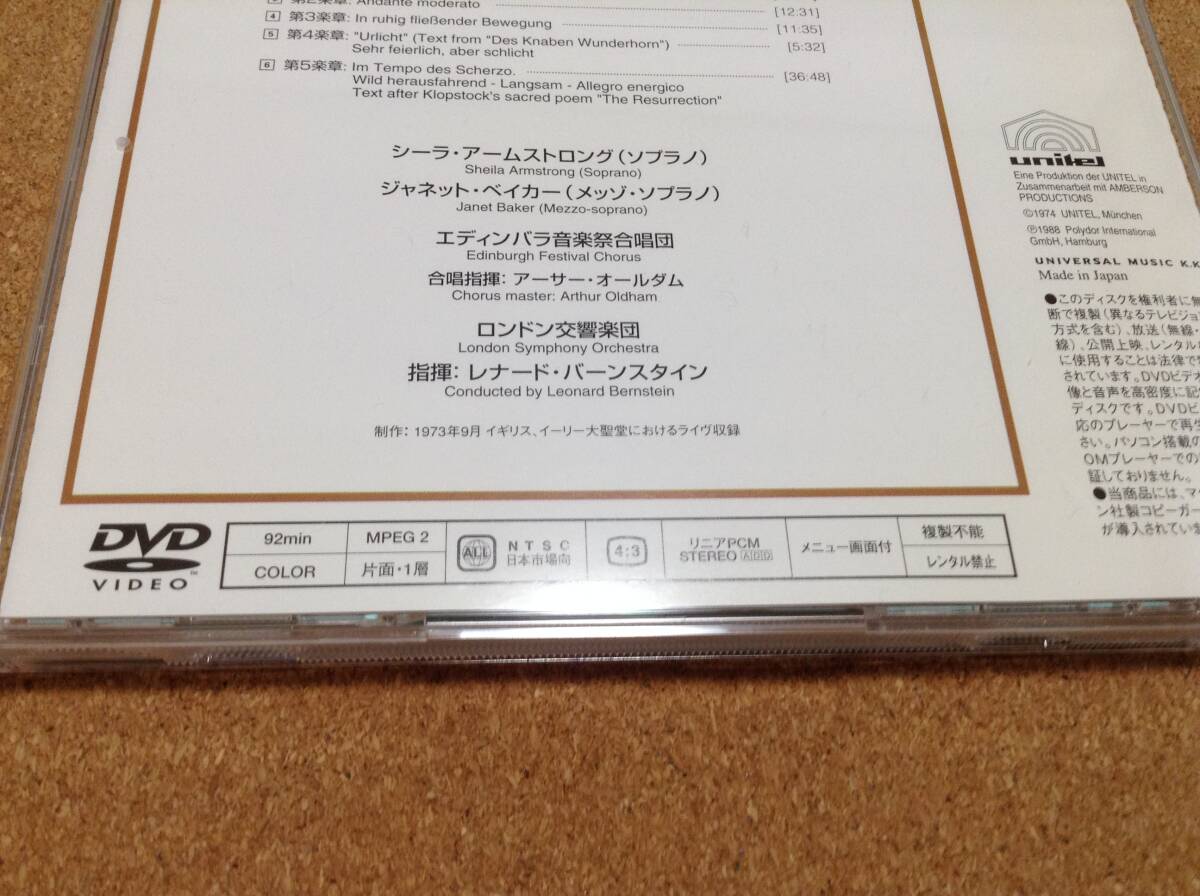 第2楽章: Andante moderato [12:31]
4 第3楽章: In ruhig fließender Bewegung [11:35]
5 第4楽章: "Urlicht" (Text from "Des Knaben Wunderhorn") [5:32]
Sehr feierlich, aber schlicht
6 第5楽章: Im Tempo des Scherzo. [36:48]
Wild herausfahrend - Langsam - Allegro energico
Text after Klopstock's sacred poem "The Resurrection"
シーラ・アームストロング(ソプラノ)
Sheila Armstrong (Soprano)
ジャネット・ベイカー(メッゾ・ソプラノ)
Janet Baker (Mezzo-soprano)
エディンバラ音楽祭合唱団
Edinburgh Festival Chorus
合唱指揮: アーサー・オールダム
Chorus master: Arthur Oldham
ロンドン交響楽団
London Symphony Orchestra
指揮: レナード・バーンスタイン
Conducted by Leonard Bernstein
制作: 1973年9月 イギリス、イーリー大聖堂におけるライヴ収録
unitel
Eine Produktion der UNITEL in
Zusammenarbeit mit AMBERSON
PRODUCTIONS
©1974 UNITEL, München
℗1988 Polydor International
GmbH, Hamburg
UNIVERSAL MUSIC K.K
Made in Japan
●このディスクを権利者に無
断で複製(異なるテレビジョ
方式を含む)、放送(無線・
線)、公開上映、レンタル
に使用することは法律で
されています。DVDビデオ
像と音声を高密度に記
ディスクです。DVDビ
応のプレーヤーで再生
さい。パソコン搭載の
OMプレーヤーでの
証しておりません。
●当商品には、マク
ン社製コピーガー
が導入されていま
DVD
VIDEO
92min
MPEG 2
ALL
NTSC
日本市場向
4:3
リニアPCM
STEREO ADD
メニュー画面付
複製不能
COLOR
片面・1層
レンタル禁止